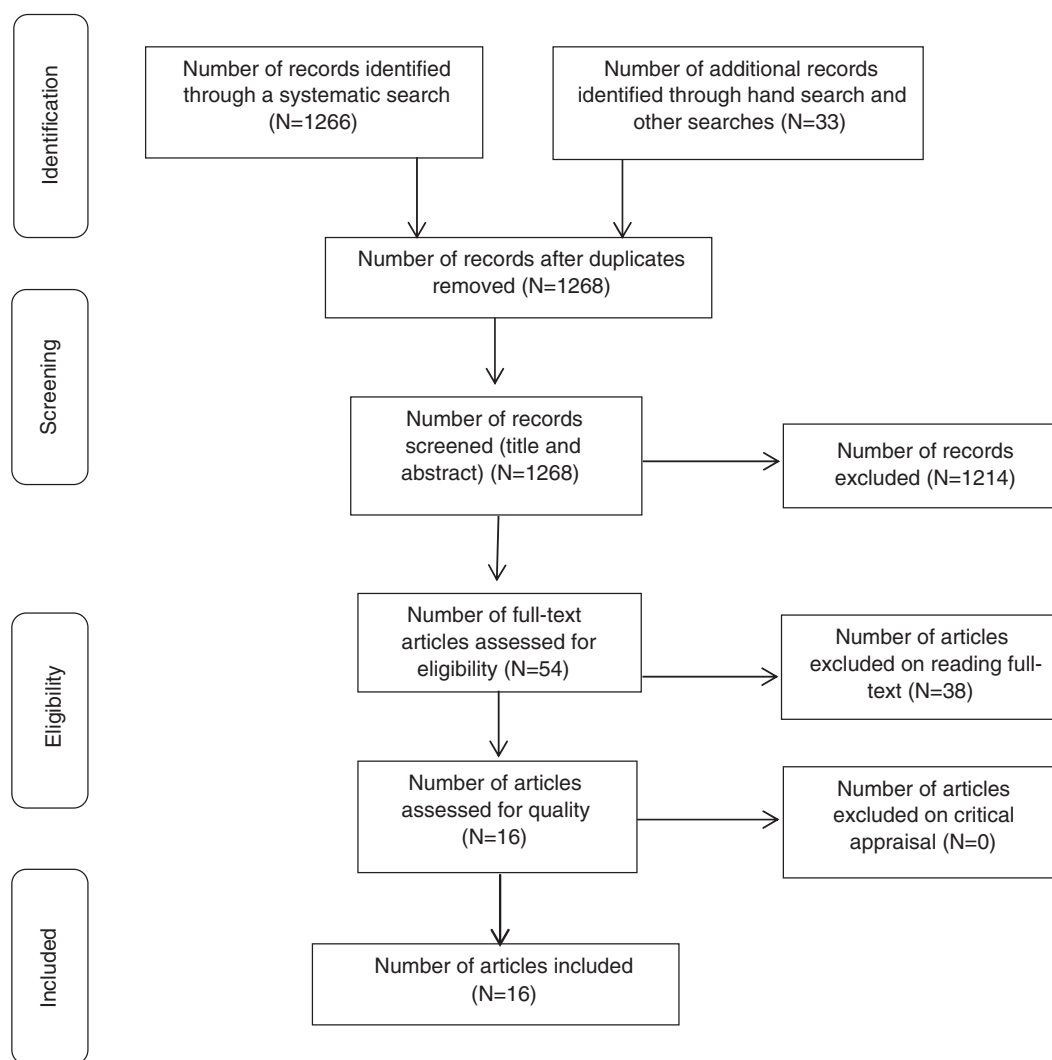 Identification
Number of records identified
through a systematic search
(N=1266)
Number of additional records
identified through hand search and
other searches (N=33)
Number of records after duplicates
removed (N=1268)
Screening
Number of records
screened (title and
abstract) (N=1268)
Number of records
excluded (N=1214)
Eligibility
Number of full-text
articles assessed for
eligibility (N=54)
Number of articles
excluded on reading full-
text (N=38)
Number of articles
assessed for quality
(N=16)
Number of articles
excluded on critical
appraisal (N=0)
Included
Number of articles included
(N=16)